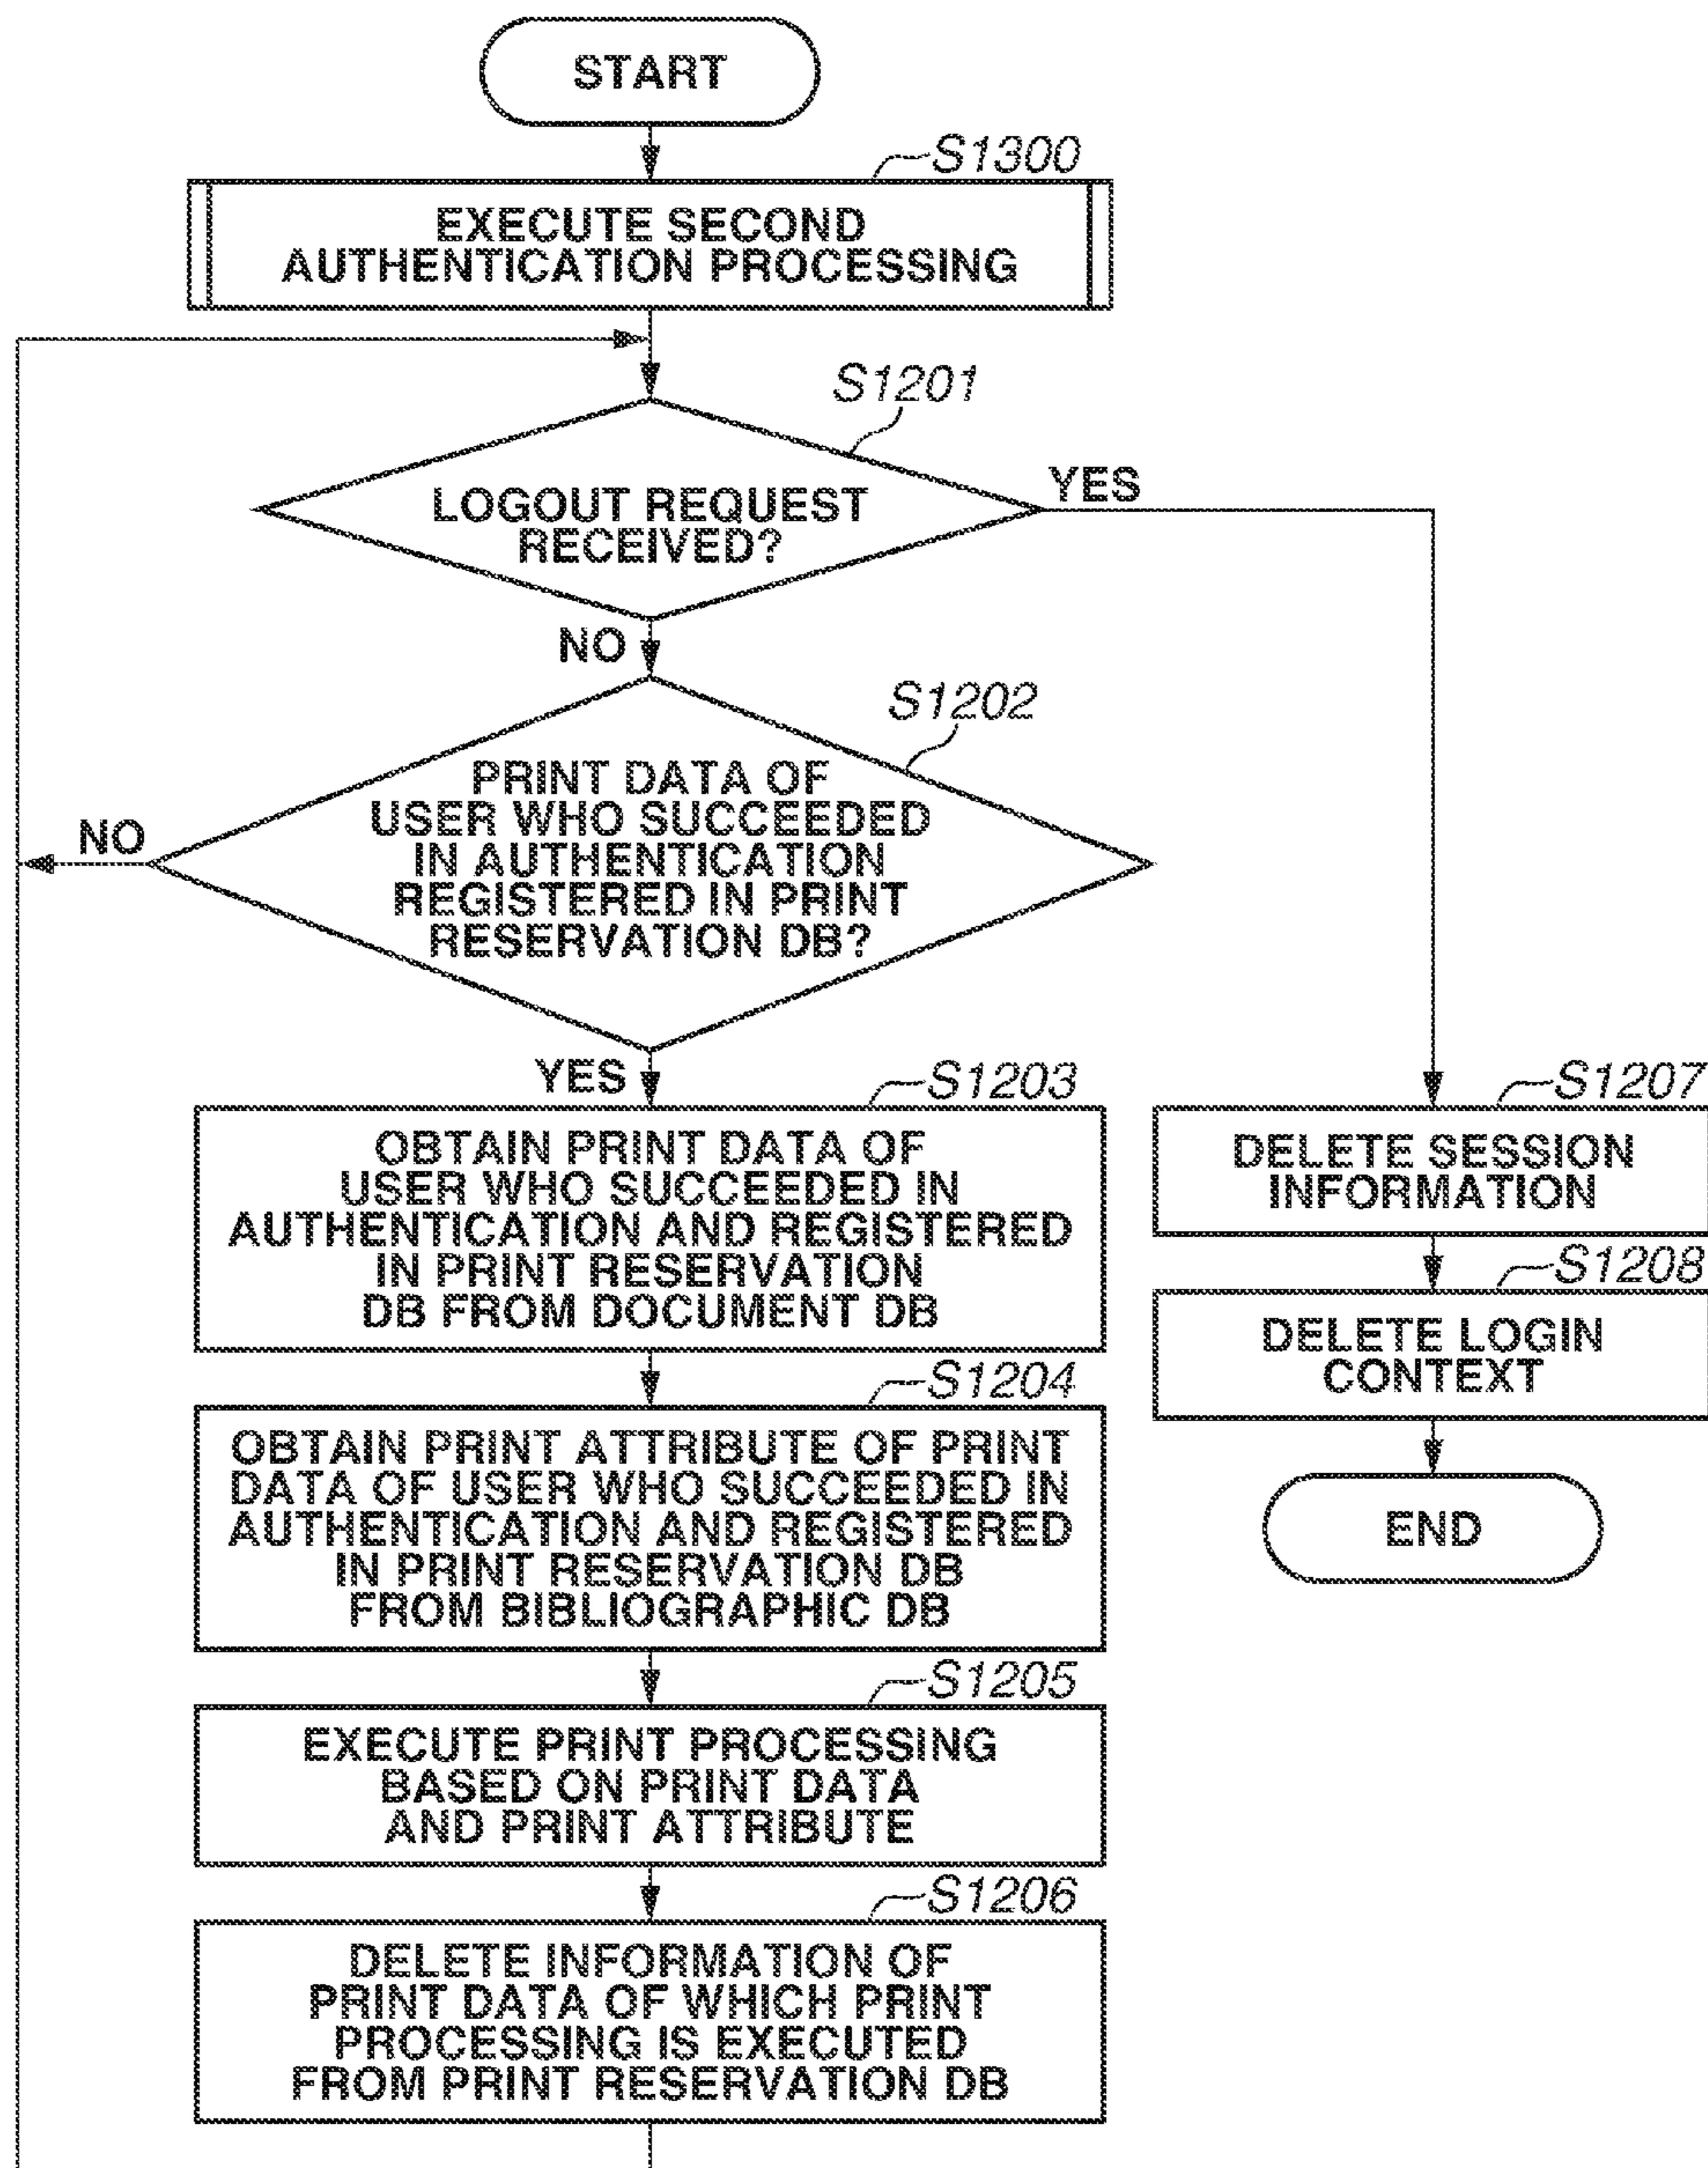 START
S1300
EXECUTE SECOND
AUTHENTICATION PROCESSING
S1201
LOGOUT REQUEST
RECEIVED?
YES
NO
S1202
PRINT DATA OF
USER WHO SUCCEEDED
IN AUTHENTICATION
REGISTERED IN PRINT
RESERVATION DB?
NO
YES
S1203
OBTAIN PRINT DATA OF
USER WHO SUCCEEDED IN
AUTHENTICATION AND REGISTERED
IN PRINT RESERVATION
DB FROM DOCUMENT DB
S1204
OBTAIN PRINT ATTRIBUTE OF PRINT
DATA OF USER WHO SUCCEEDED IN
AUTHENTICATION AND REGISTERED
IN PRINT RESERVATION DB
FROM BIBLIOGRAPHIC DB
S1205
EXECUTE PRINT PROCESSING
BASED ON PRINT DATA
AND PRINT ATTRIBUTE
S1206
DELETE INFORMATION OF
PRINT DATA OF WHICH PRINT
PROCESSING IS EXECUTED
FROM PRINT RESERVATION DB
S1207
DELETE SESSION
INFORMATION
S1208
DELETE LOGIN
CONTEXT
END